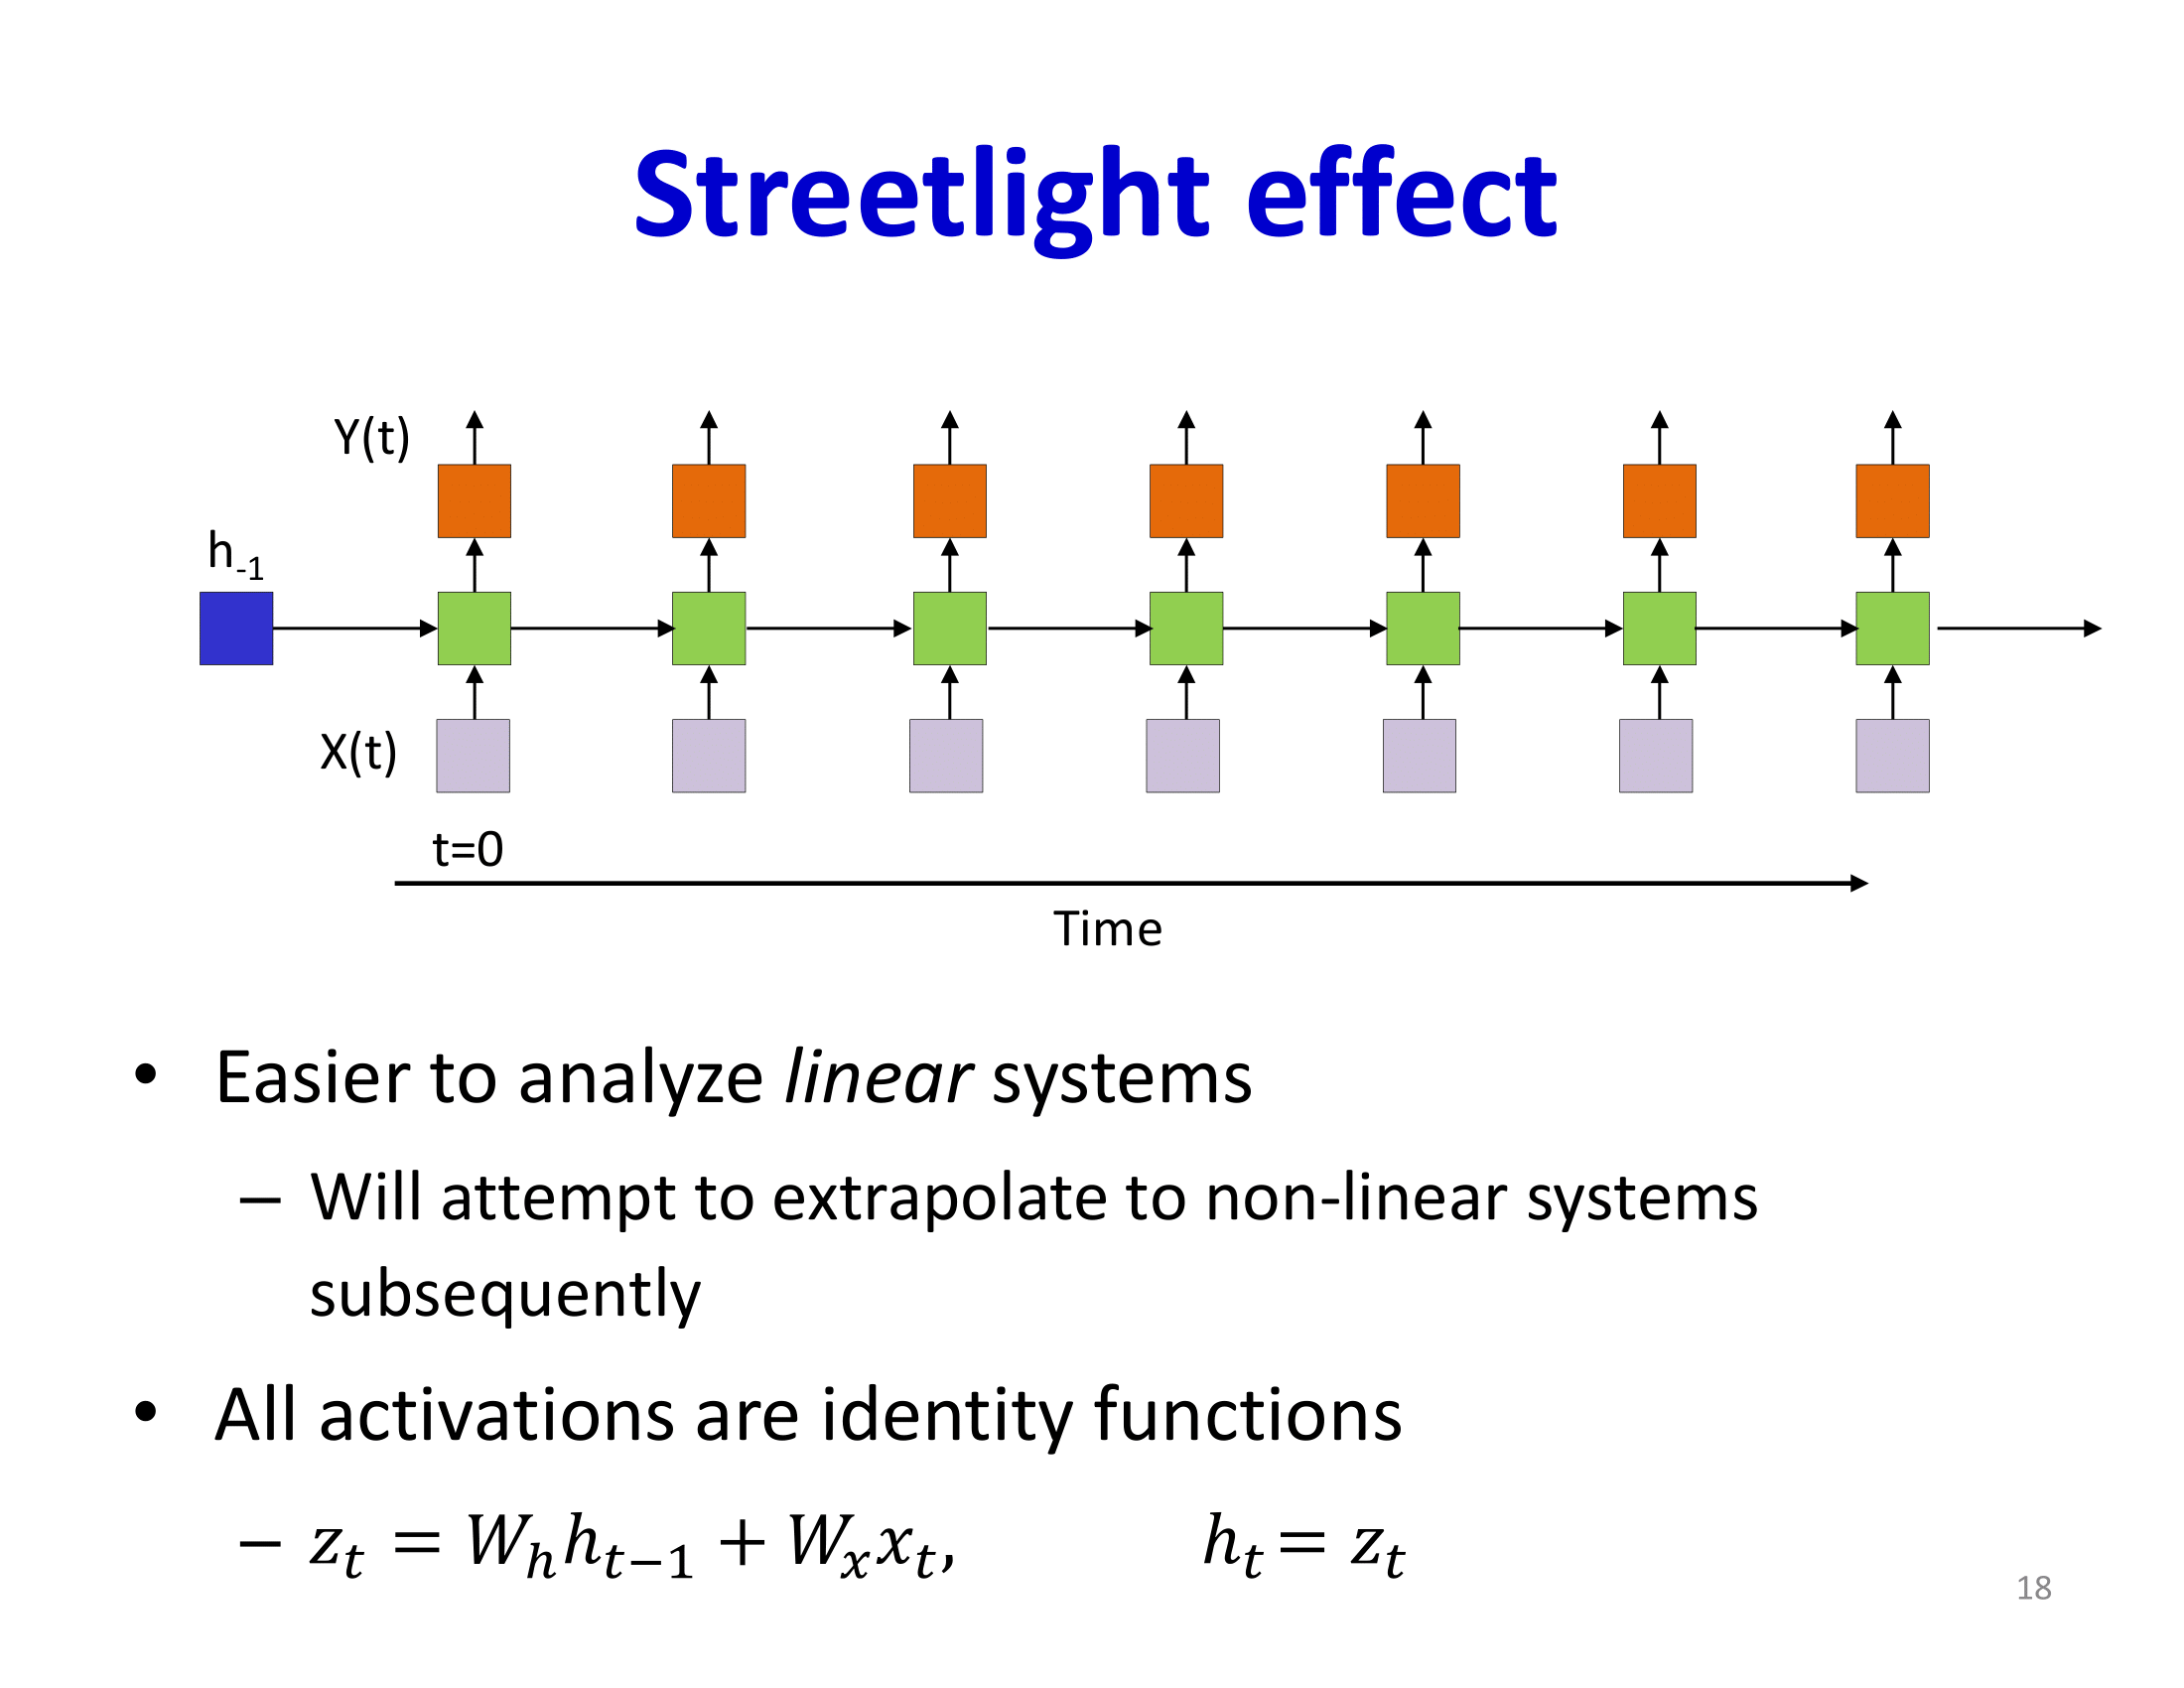 Streetlight effect
Y(t)
h-1
X(t)
t=0
Time
• Easier to analyze linear systems
– Will attempt to extrapolate to non-linear systems
subsequently
• All activations are identity functions
– z_t = W_h h_{t−1} + W_x x_t, h_t = z_t
18